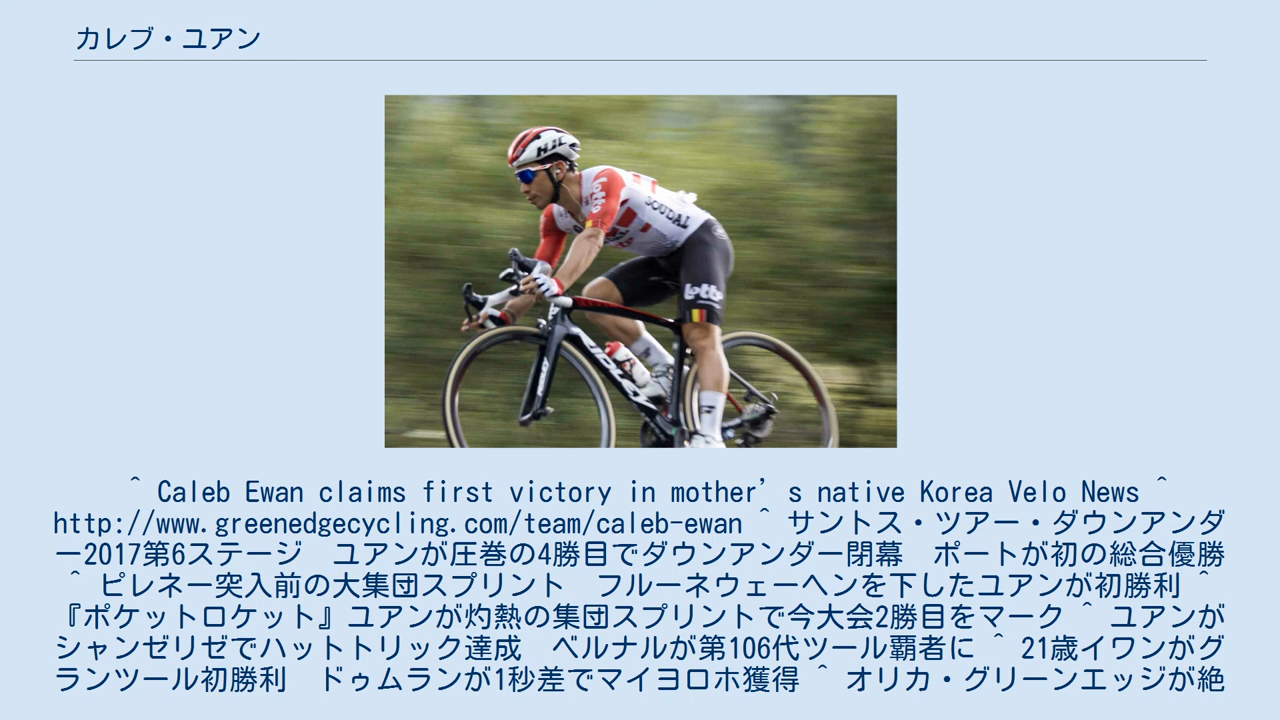 カレブ・ユアン
HJC
Lotto
SOUDAL
Lotto
RIDLEY
^ Caleb Ewan claims first victory in mother’s native Korea Velo News ^
http://www.greenedgecycling.com/team/caleb-ewan ^ サントス・ツアー・ダウンアンダ
ー2017第6ステージ　ユアンが圧巻の4勝目でダウンアンダー閉幕　ポートが初の総合優勝
^ ピレネー突入前の大集団スプリント　フルーネウェーヘンを下したユアンが初勝利 ^
『ポケットロケット』ユアンが灼熱の集団スプリントで今大会2勝目をマーク ^ ユアンが
シャンゼリゼでハットトリック達成　ベルナルが第106代ツール覇者に ^ 21歳イワンがグ
ランツール初勝利　ドゥムランが1秒差でマイヨロホ獲得 ^ オリカ・グリーンエッジが絶